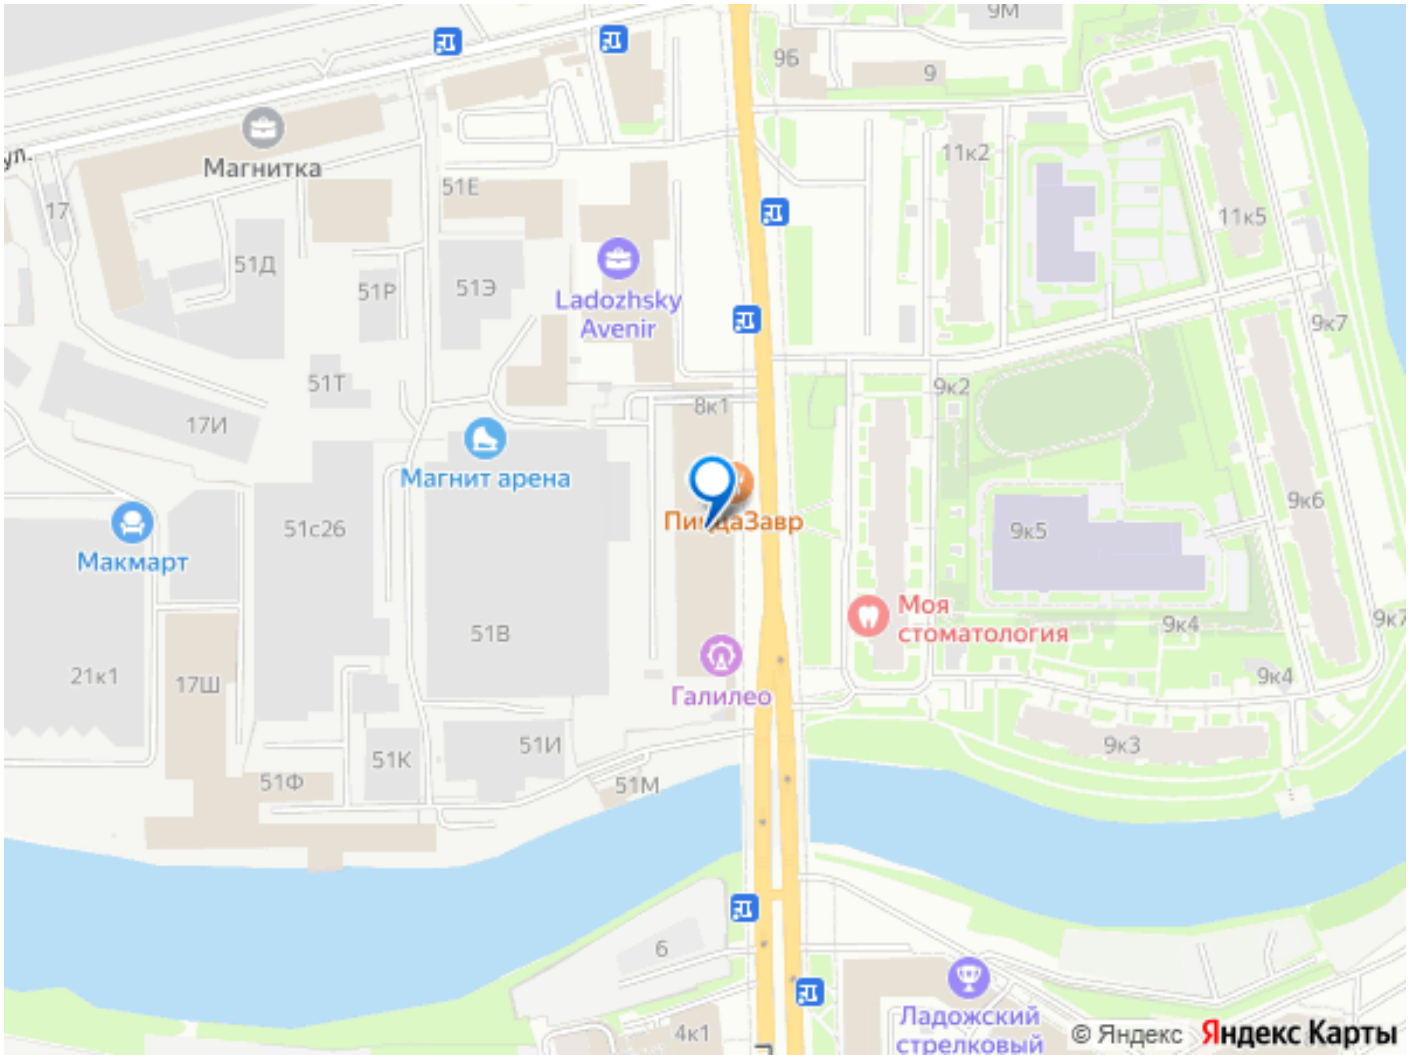 9М
9Б
9
ул.
Магнитка
11к2
51Е
17
11к5
51Д
51Р
51Э
Ladozhsky
Avenir
9к7
51Т
9к2
8к1
17И
Магнит арена
9к6
51с26
ПиццаЗавр
9к5
Макмарт
Моя
стоматология
51В
9к4
9к7
21к1
17Ш
Галилео
9к4
51И
9к3
51К
51Ф
51М
6
4к1
Ладожский
стрелковый
© Яндекс Яндекс Карты